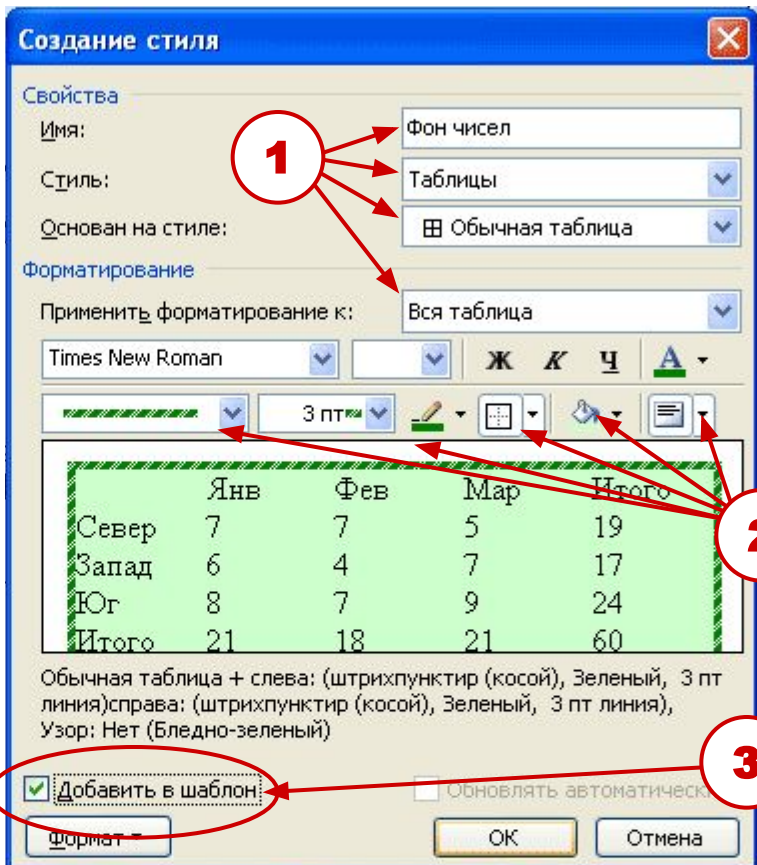 Создание стиля
Свойства
Имя: Фон чисел
1
Стиль: Таблицы
Основан на стиле: Обычная таблица
Форматирование
Применить форматирование к: Вся таблица
Times New Roman Ж К Ч А
3 пт
Янв Фев Мар Итого
Север 7 7 5 19
2
Запад 6 4 7 17
Юг 8 7 9 24
Итого 21 18 21 60
Обычная таблица + слева: (штрихпунктир (косой), Зеленый, 3 пт
линия)справа: (штрихпунктир (косой), Зеленый, 3 пт линия),
Узор: Нет (Бледно-зеленый)
3
Добавить в шаблон Обновлять автоматическ
Формат ОК Отмена